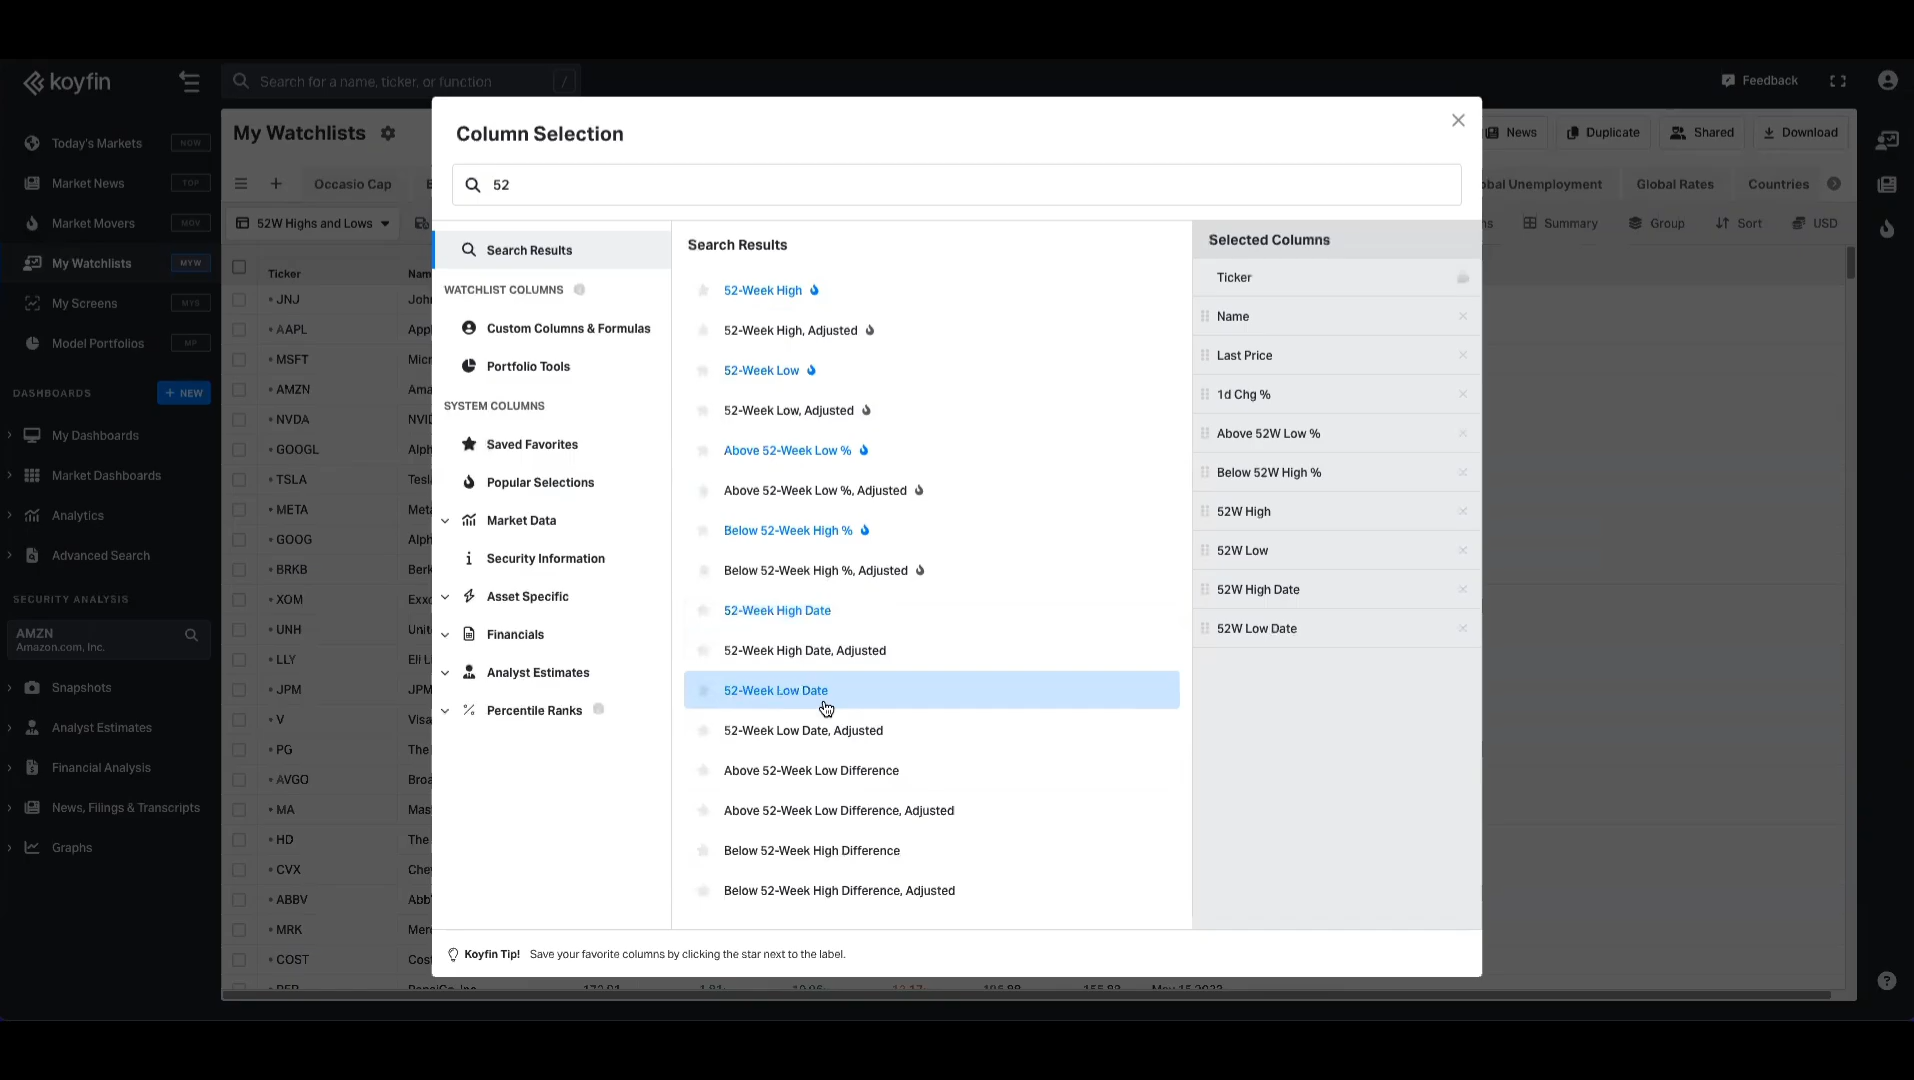 koyfin
Search for a name, ticker, or function /
Feedback
Today's Markets NOW
Market News TOP
Market Movers MOV
My Watchlists MYW
My Screens MYS
Model Portfolios MP
DASHBOARDS + NEW
My Dashboards
Market Dashboards
Analytics
Advanced Search
SECURITY ANALYSIS
AMZN
Amazon.com, Inc.
Snapshots
Analyst Estimates
Financial Analysis
News, Filings & Transcripts
Graphs
My Watchlists
News Duplicate Shared Download
Occasio Cap
Unemployment Global Rates Countries
52W Highs and Lows
Summary Group Sort USD
Ticker
JNJ
AAPL
MSFT
AMZN
NVDA
GOOGL
TSLA
META
GOOG
BRKB
XOM
UNH
LLY
JPM JPM
V
PG The
AVGO
MA
HD The
CVX
ABBV
MRK
COST
Column Selection
52
Search Results
WATCHLIST COLUMNS
Custom Columns & Formulas
Portfolio Tools
SYSTEM COLUMNS
Saved Favorites
Popular Selections
Market Data
Security Information
Asset Specific
Financials
Analyst Estimates
Percentile Ranks
Search Results
52-Week High
52-Week High, Adjusted
52-Week Low
52-Week Low, Adjusted
Above 52-Week Low %
Above 52-Week Low %, Adjusted
Below 52-Week High %
Below 52-Week High %, Adjusted
52-Week High Date
52-Week High Date, Adjusted
52-Week Low Date
52-Week Low Date, Adjusted
Above 52-Week Low Difference
Above 52-Week Low Difference, Adjusted
Below 52-Week High Difference
Below 52-Week High Difference, Adjusted
Selected Columns
Ticker
Name
Last Price
1d Chg %
Above 52W Low %
Below 52W High %
52W High
52W Low
52W High Date
52W Low Date
Koyfin Tip! Save your favorite columns by clicking the star next to the label.